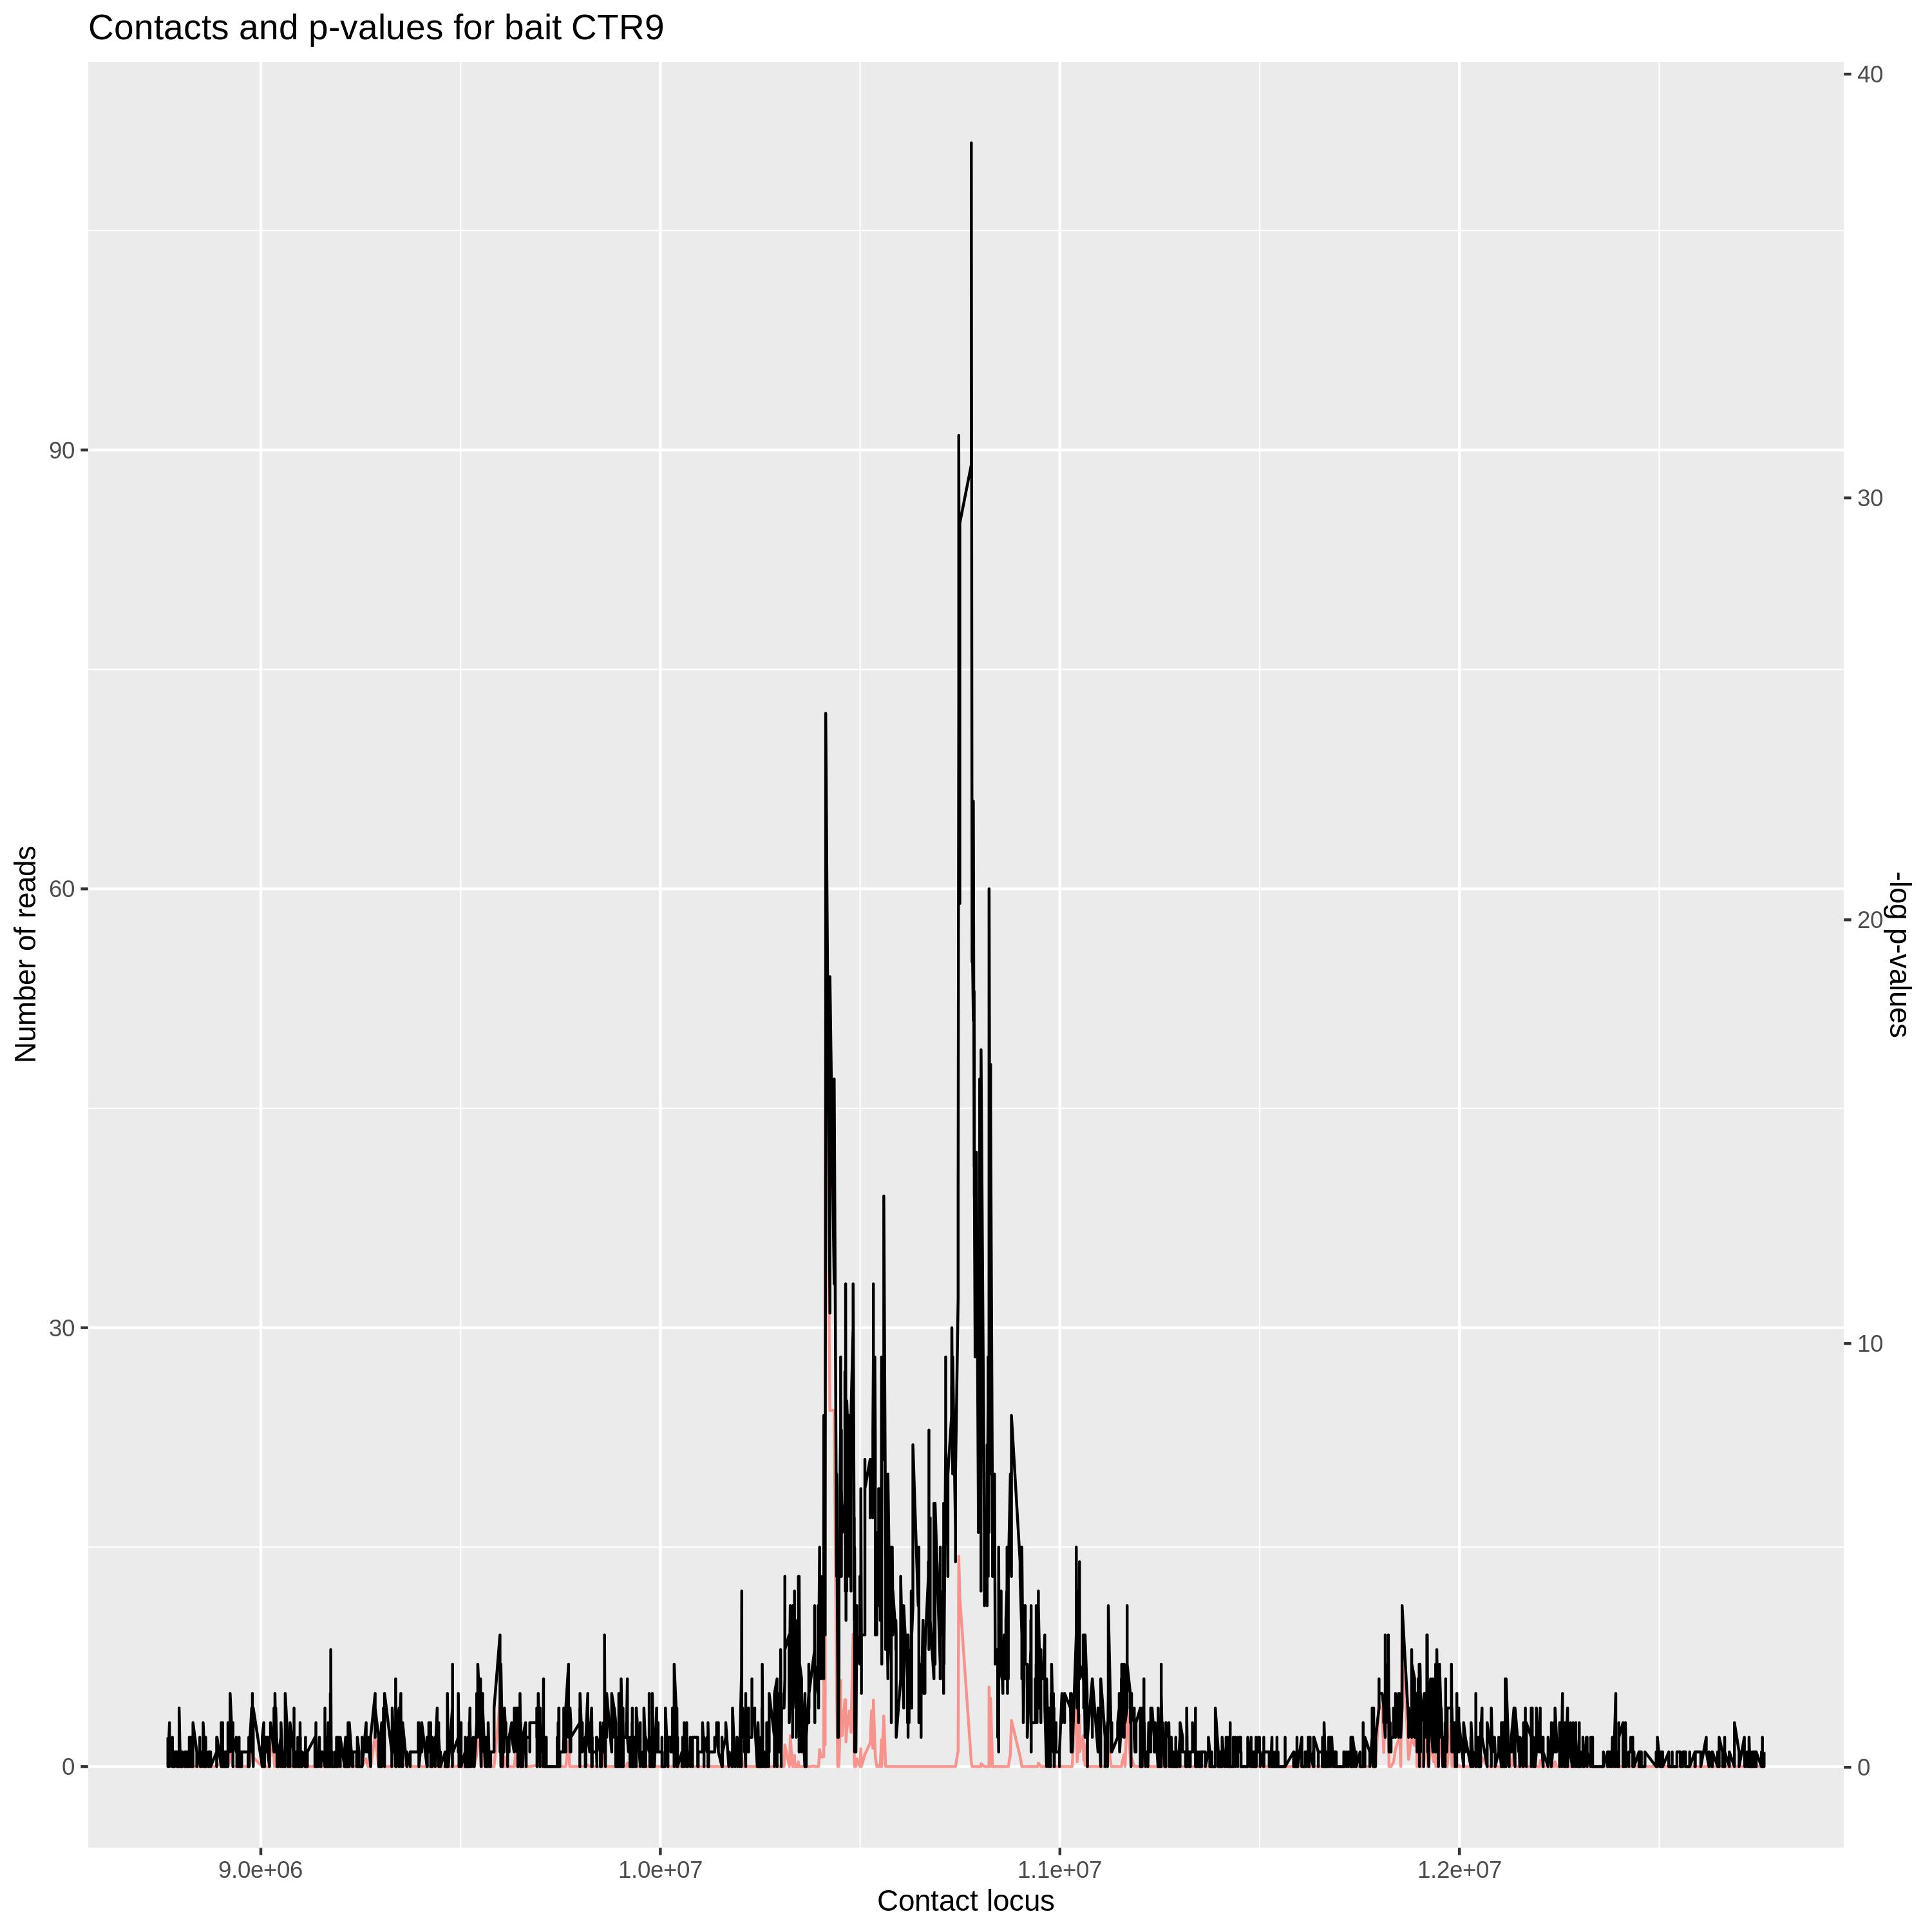 Contacts and p-values for bait CTR9
40
90
30
Number of reads
60
20
-log p-values
30
10
0
0
9.0e+06
1.0e+07
1.1e+07
1.2e+07
Contact locus